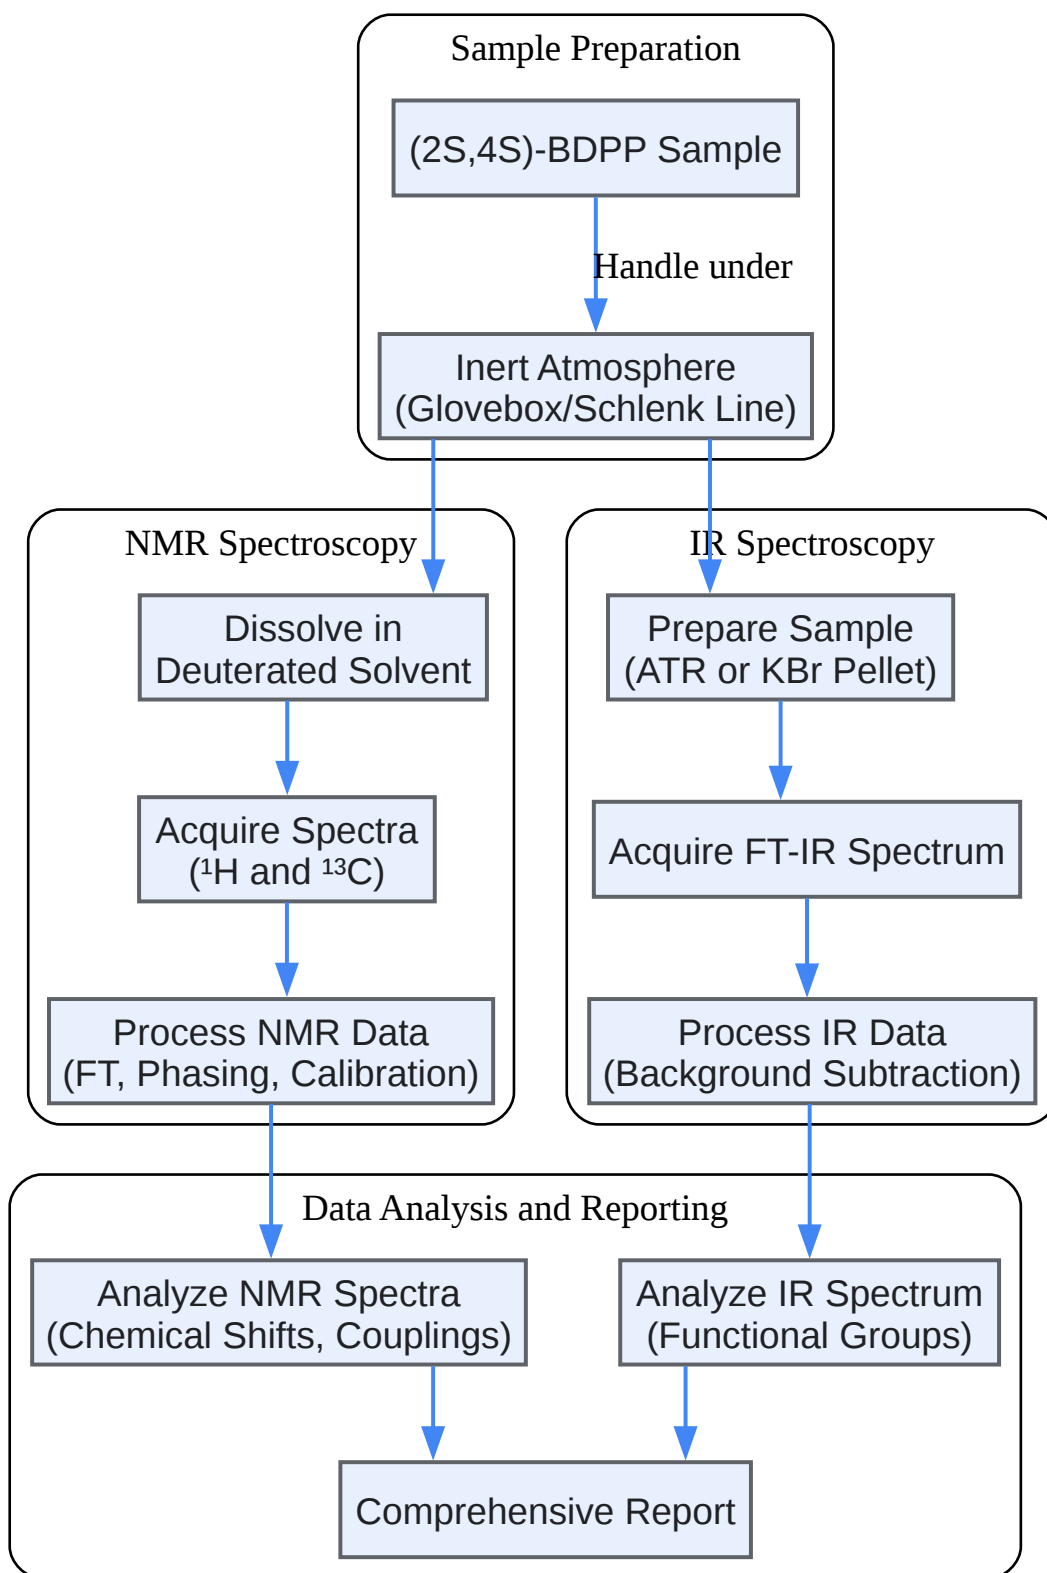 Sample Preparation
(2S,4S)-BDPP Sample
Handle under
Inert Atmosphere
(Glovebox/Schlenk Line)
NMR Spectroscopy
Dissolve in
Deuterated Solvent
Acquire Spectra
(¹H and ¹³C)
Process NMR Data
(FT, Phasing, Calibration)
IR Spectroscopy
Prepare Sample
(ATR or KBr Pellet)
Acquire FT-IR Spectrum
Process IR Data
(Background Subtraction)
Data Analysis and Reporting
Analyze NMR Spectra
(Chemical Shifts, Couplings)
Analyze IR Spectrum
(Functional Groups)
Comprehensive Report